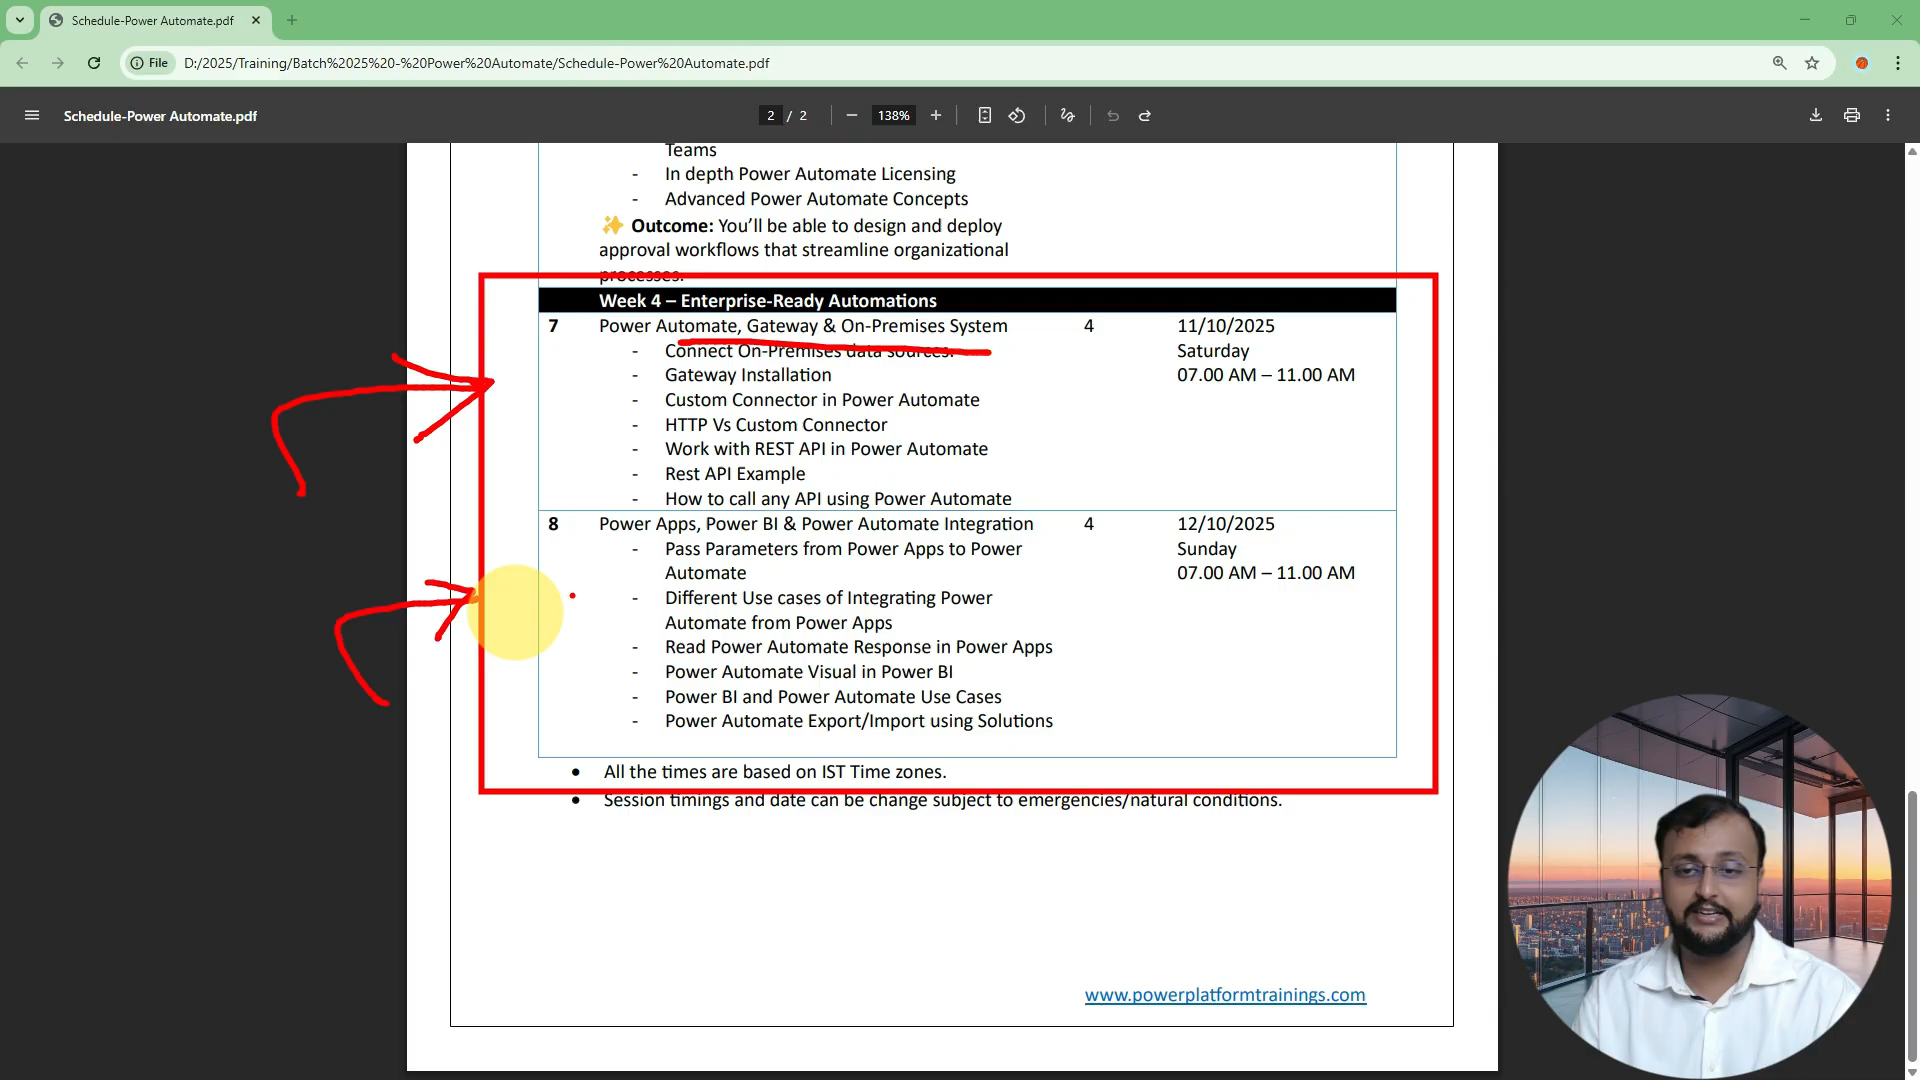 Schedule-Power Automate.pdf
File
D:/2025/Training/Batch%2025%20-%20Power%20Automate/Schedule-Power%20Automate.pdf
Schedule-Power Automate.pdf
2 / 2
138%
Teams
- In depth Power Automate Licensing
- Advanced Power Automate Concepts
✨ Outcome: You’ll be able to design and deploy
approval workflows that streamline organizational
processes.
Week 4 – Enterprise-Ready Automations
7 Power Automate, Gateway & On-Premises System 4 11/10/2025
- Connect On-Premises data sources. Saturday
- Gateway Installation 07.00 AM – 11.00 AM
- Custom Connector in Power Automate
- HTTP Vs Custom Connector
- Work with REST API in Power Automate
- Rest API Example
- How to call any API using Power Automate
8 Power Apps, Power BI & Power Automate Integration 4 12/10/2025
- Pass Parameters from Power Apps to Power Sunday
Automate 07.00 AM – 11.00 AM
- Different Use cases of Integrating Power
Automate from Power Apps
- Read Power Automate Response in Power Apps
- Power Automate Visual in Power BI
- Power BI and Power Automate Use Cases
- Power Automate Export/Import using Solutions
• All the times are based on IST Time zones.
• Session timings and date can be change subject to emergencies/natural conditions.
www.powerplatformtrainings.com